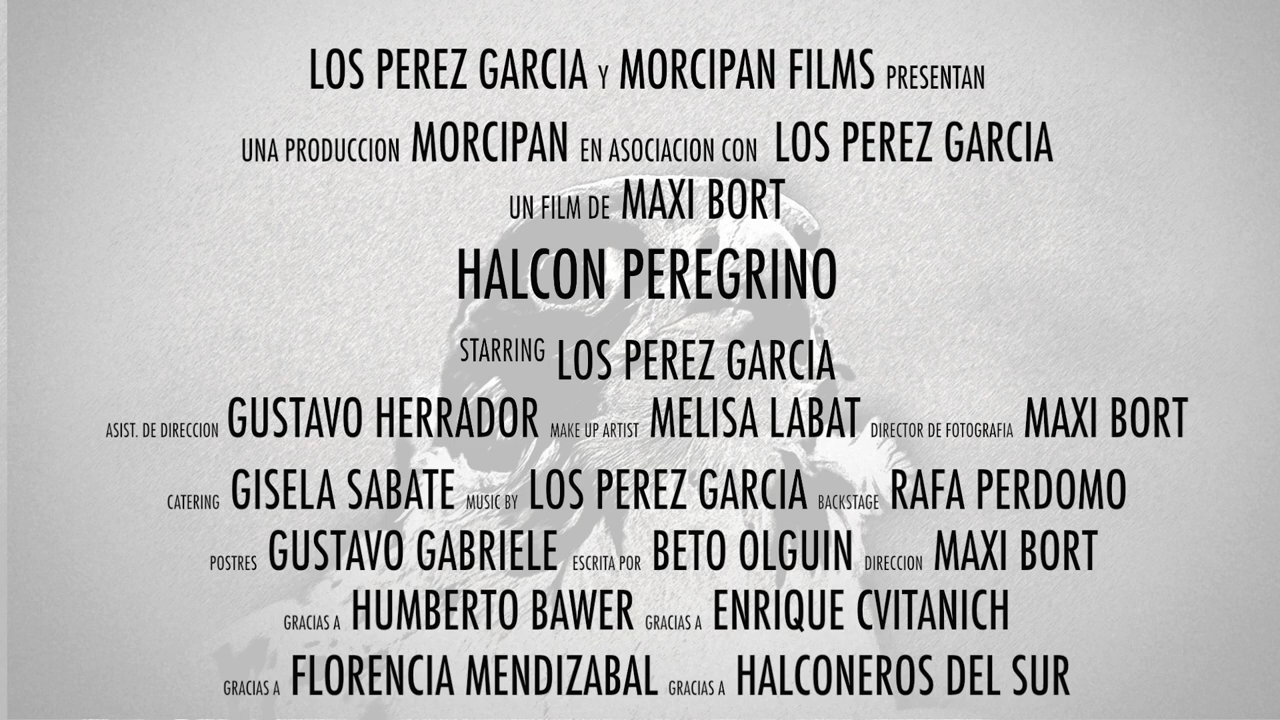 LOS PEREZ GARCIA Y MORCIPAN FILMS PRESENTAN
UNA PRODUCCION MORCIPAN EN ASOCIACION CON LOS PEREZ GARCIA
UN FILM DE MAXI BORT
HALCON PEREGRINO
STARRING LOS PEREZ GARCIA
ASIST. DE DIRECCION GUSTAVO HERRADOR MAKE UP ARTIST MELISA LABAT DIRECTOR DE FOTOGRAFIA MAXI BORT
CATERING GISELA SABATE MUSIC BY LOS PEREZ GARCIA BACKSTAGE RAFA PERDOMO
POSTRES GUSTAVO GABRIELE ESCRITA POR BETO OLGUIN DIRECCION MAXI BORT
GRACIAS A HUMBERTO BAWER GRACIAS A ENRIQUE CVITANICH
GRACIAS A FLORENCIA MENDIZABAL GRACIAS A HALCONEROS DEL SUR